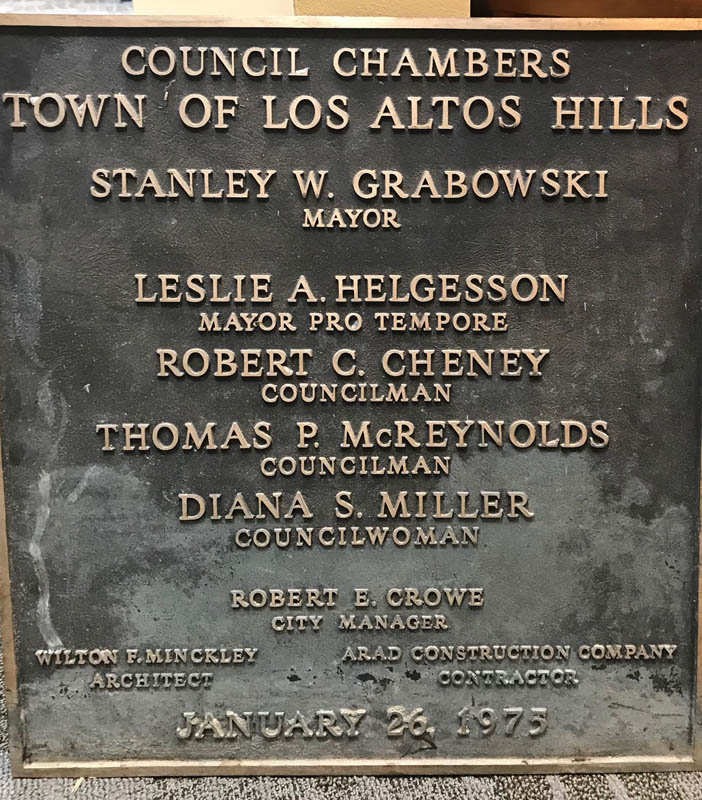 COUNCIL CHAMBERS
TOWN OF LOS ALTOS HILLS
STANLEY W. GRABOWSKI
MAYOR
LESLIE A. HELGESSON
MAYOR PRO TEMPORE
ROBERT C. CHENEY
COUNCILMAN
THOMAS P. McREYNOLDS
COUNCILMAN
DIANA S. MILLER
COUNCILWOMAN
ROBERT E. CROWE
CITY MANAGER
WILTON F. MINCKLEY ARAD CONSTRUCTION COMPANY
ARCHITECT CONTRACTOR
JANUARY 26, 1975